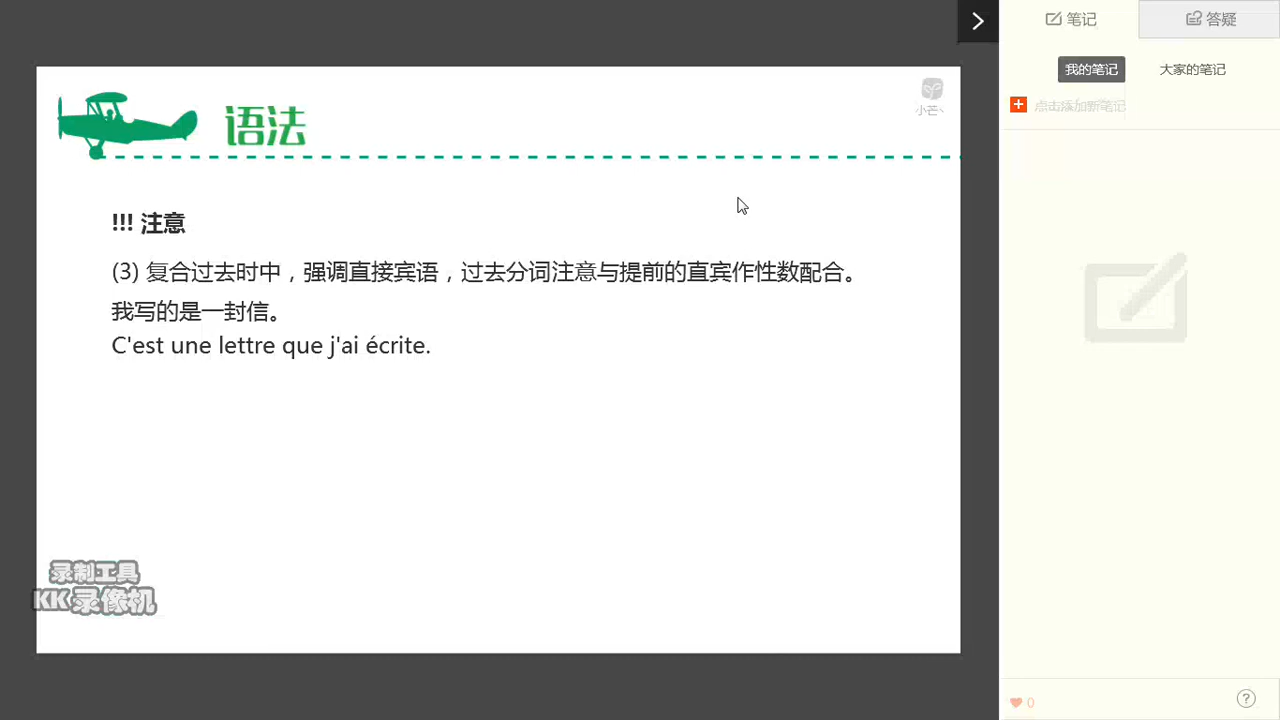 笔记
答疑
我的笔记
大家的笔记
点击添加新笔记
语法
小芒
!!! 注意
(3) 复合过去时中，强调直接宾语，过去分词注意与提前的直宾作性数配合。
我写的是一封信。
C'est une lettre que j'ai écrite.
录制工具
KK 录像机
0
?